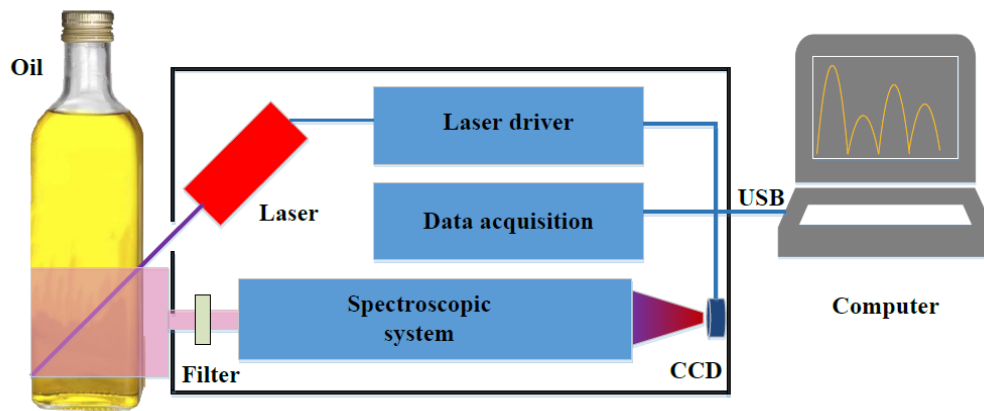 Oil
Laser driver
Laser
Data acquisition
USB
Spectroscopic
system
Filter
CCD
Computer